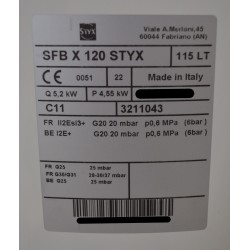 STYX
Viale A.Merloni,45
60044 Fabriano (AN)
SFB X 120 STYX
115 LT
CE 0051
22
Made in Italy
Q 5,2 kW
P 4,55 kW
C11
3211043
FR II2Esi3+ G20 20 mbar p0,6 MPa (6bar)
BE I2E+ G20 20 mbar p0,6 MPa (6bar)
FR G25 25 mbar
FR G30/G31 28-30/37 mbar
BE G25 25 mbar